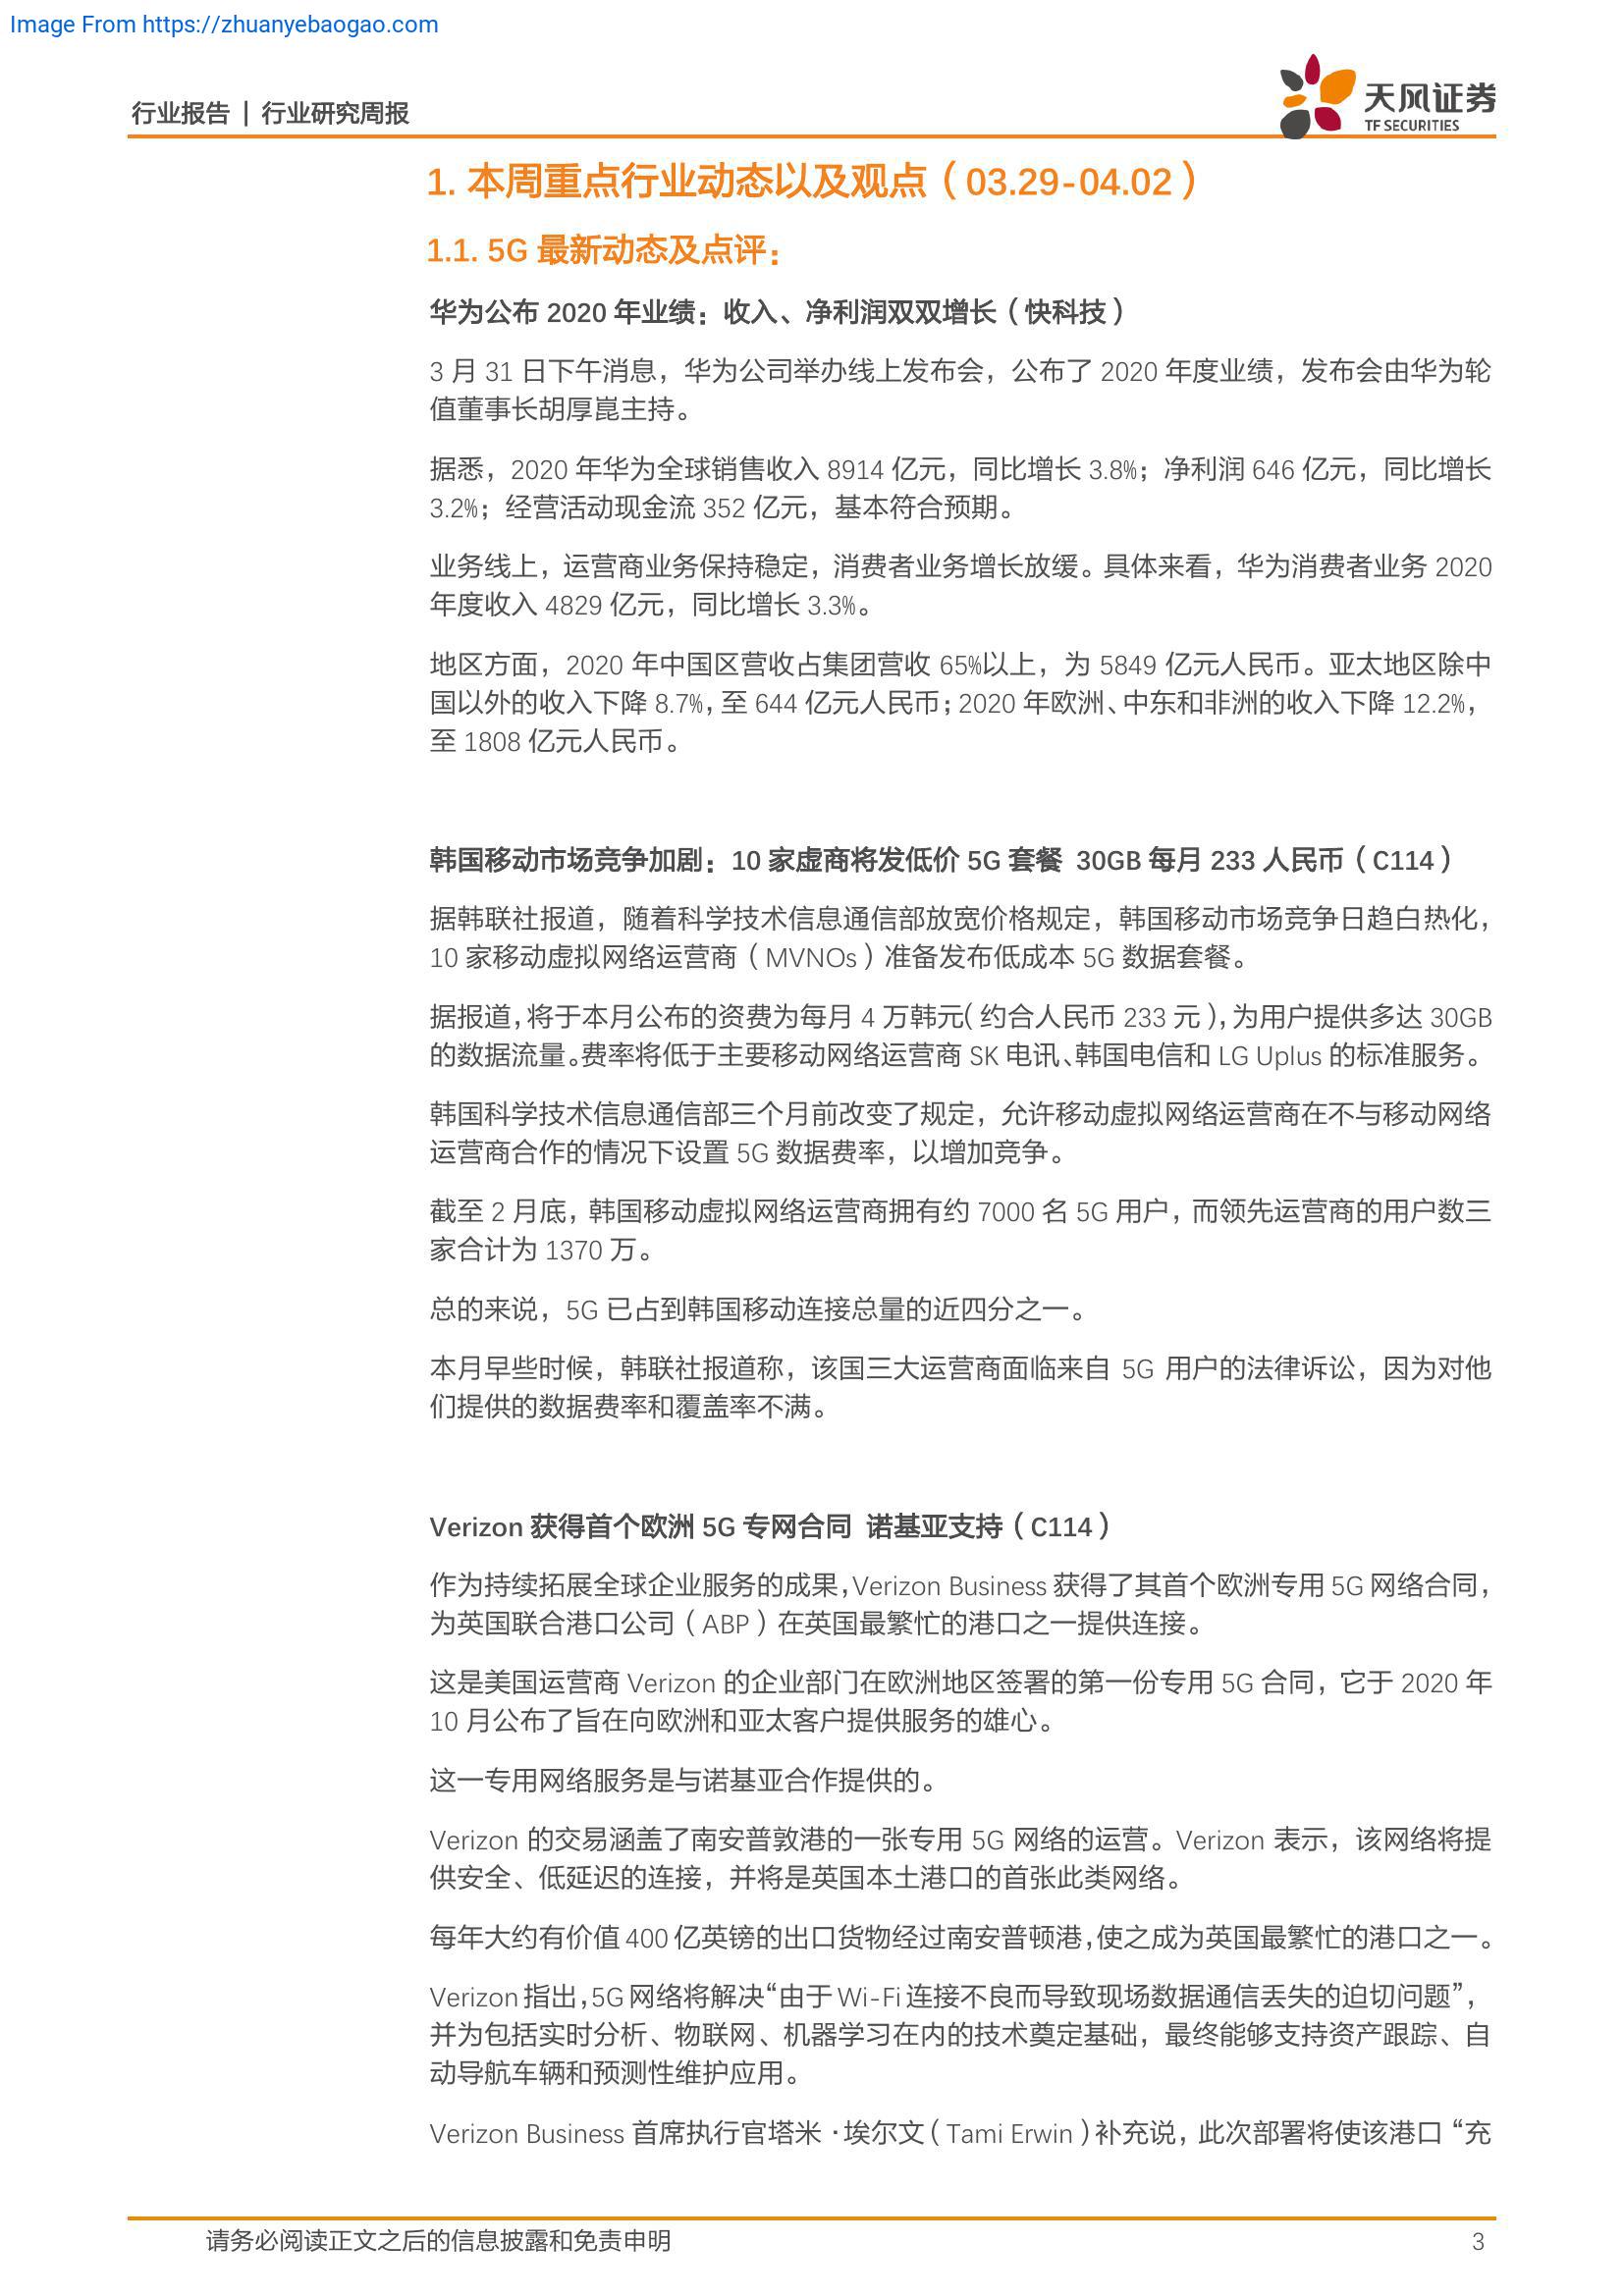 Image From https://zhuanyebaogao.com
行业报告 | 行业研究周报
天风证券
TF SECURITIES
1. 本周重点行业动态以及观点（03.29-04.02）
1.1. 5G 最新动态及点评：
华为公布 2020 年业绩：收入、净利润双双增长（快科技）
3 月 31 日下午消息，华为公司举办线上发布会，公布了 2020 年度业绩，发布会由华为轮
值董事长胡厚崑主持。
据悉，2020 年华为全球销售收入 8914 亿元，同比增长 3.8%；净利润 646 亿元，同比增长
3.2%；经营活动现金流 352 亿元，基本符合预期。
业务线上，运营商业务保持稳定，消费者业务增长放缓。具体来看，华为消费者业务 2020
年度收入 4829 亿元，同比增长 3.3%。
地区方面，2020 年中国区营收占集团营收 65%以上，为 5849 亿元人民币。亚太地区除中
国以外的收入下降 8.7%，至 644 亿元人民币；2020 年欧洲、中东和非洲的收入下降 12.2%，
至 1808 亿元人民币。
韩国移动市场竞争加剧：10 家虚商将发低价 5G 套餐 30GB 每月 233 人民币（C114）
据韩联社报道，随着科学技术信息通信部放宽价格规定，韩国移动市场竞争日趋白热化，
10 家移动虚拟网络运营商（MVNOs）准备发布低成本 5G 数据套餐。
据报道，将于本月公布的资费为每月 4 万韩元（约合人民币 233 元），为用户提供多达 30GB
的数据流量。费率将低于主要移动网络运营商 SK 电讯、韩国电信和 LG Uplus 的标准服务。
韩国科学技术信息通信部三个月前改变了规定，允许移动虚拟网络运营商在不与移动网络
运营商合作的情况下设置 5G 数据费率，以增加竞争。
截至 2 月底，韩国移动虚拟网络运营商拥有约 7000 名 5G 用户，而领先运营商的用户数三
家合计为 1370 万。
总的来说，5G 已占到韩国移动连接总量的近四分之一。
本月早些时候，韩联社报道称，该国三大运营商面临来自 5G 用户的法律诉讼，因为对他
们提供的数据费率和覆盖率不满。
Verizon 获得首个欧洲 5G 专网合同 诺基亚支持（C114）
作为持续拓展全球企业服务的成果，Verizon Business 获得了其首个欧洲专用 5G 网络合同，
为英国联合港口公司（ABP）在英国最繁忙的港口之一提供连接。
这是美国运营商 Verizon 的企业部门在欧洲地区签署的第一份专用 5G 合同，它于 2020 年
10 月公布了旨在向欧洲和亚太客户提供服务的雄心。
这一专用网络服务是与诺基亚合作提供的。
Verizon 的交易涵盖了南安普敦港的一张专用 5G 网络的运营。Verizon 表示，该网络将提
供安全、低延迟的连接，并将是英国本土港口的首张此类网络。
每年大约有价值 400 亿英镑的出口货物经过南安普顿港，使之成为英国最繁忙的港口之一。
Verizon 指出，5G 网络将解决“由于 Wi-Fi 连接不良而导致现场数据通信丢失的迫切问题”，
并为包括实时分析、物联网、机器学习在内的技术奠定基础，最终能够支持资产跟踪、自
动导航车辆和预测性维护应用。
Verizon Business 首席执行官塔米·埃尔文（Tami Erwin）补充说，此次部署将使该港口 “充
请务必阅读正文之后的信息披露和免责申明
3